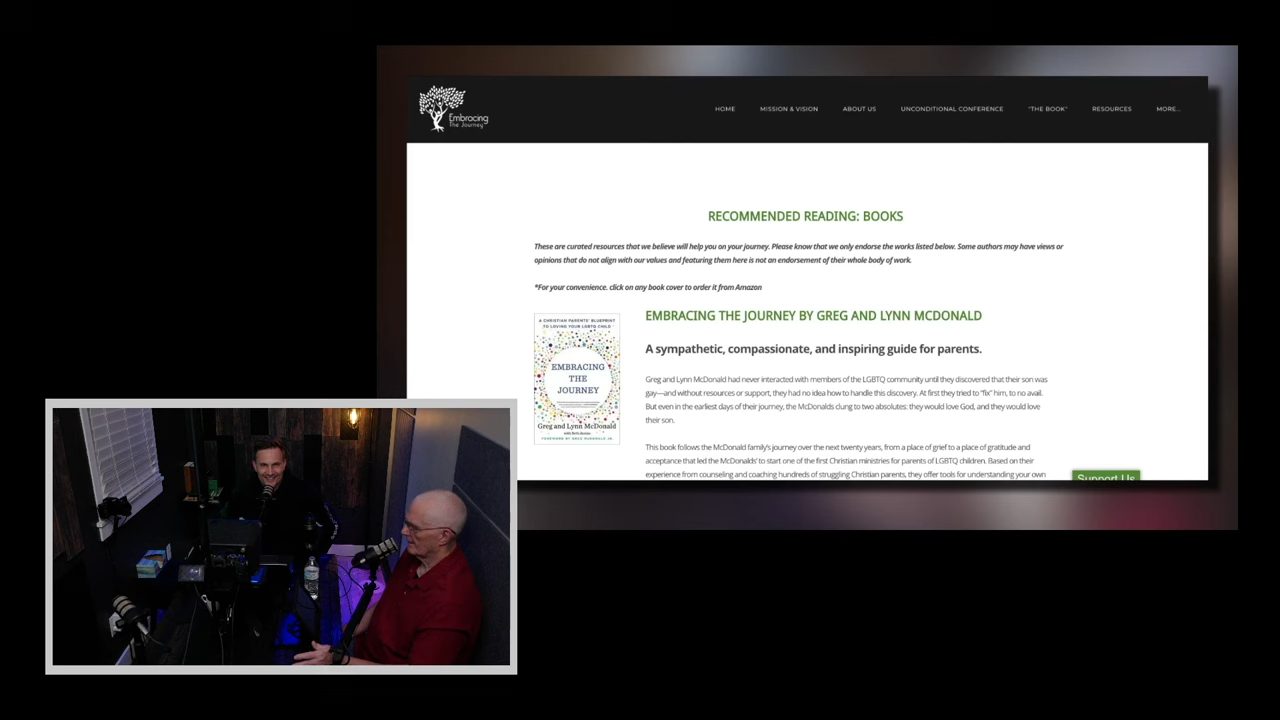 Embracing
The Journey
HOME MISSION & VISION ABOUT US UNCONDITIONAL CONFERENCE "THE BOOK" RESOURCES MORE...
RECOMMENDED READING: BOOKS
These are curated resources that we believe will help you on your journey. Please know that we only endorse the works listed below. Some authors may have views or
opinions that do not align with our values and featuring them here is not an endorsement of their whole body of work.
*For your convenience. click on any book cover to order it from Amazon
A CHRISTIAN PARENTS' BLUEPRINT
TO LOVING YOUR LGBTQ CHILD
EMBRACING
THE
JOURNEY
Greg and Lynn McDonald
EMBRACING THE JOURNEY BY GREG AND LYNN MCDONALD
A sympathetic, compassionate, and inspiring guide for parents.
Greg and Lynn McDonald had never interacted with members of the LGBTQ community until they discovered that their son was
gay—and without resources or support, they had no idea how to handle this discovery. At first they tried to "fix" him, to no avail.
But even in the earliest days of their journey, the McDonalds clung to two absolutes: they would love God, and they would love
their son.
This book follows the McDonald family's journey over the next twenty years, from a place of grief to a place of gratitude and
acceptance that led the McDonalds' to start one of the first Christian ministries for parents of LGBTQ children. Based on their
experience from counseling and coaching hundreds of struggling Christian parents, they offer tools for understanding your own
Support Us